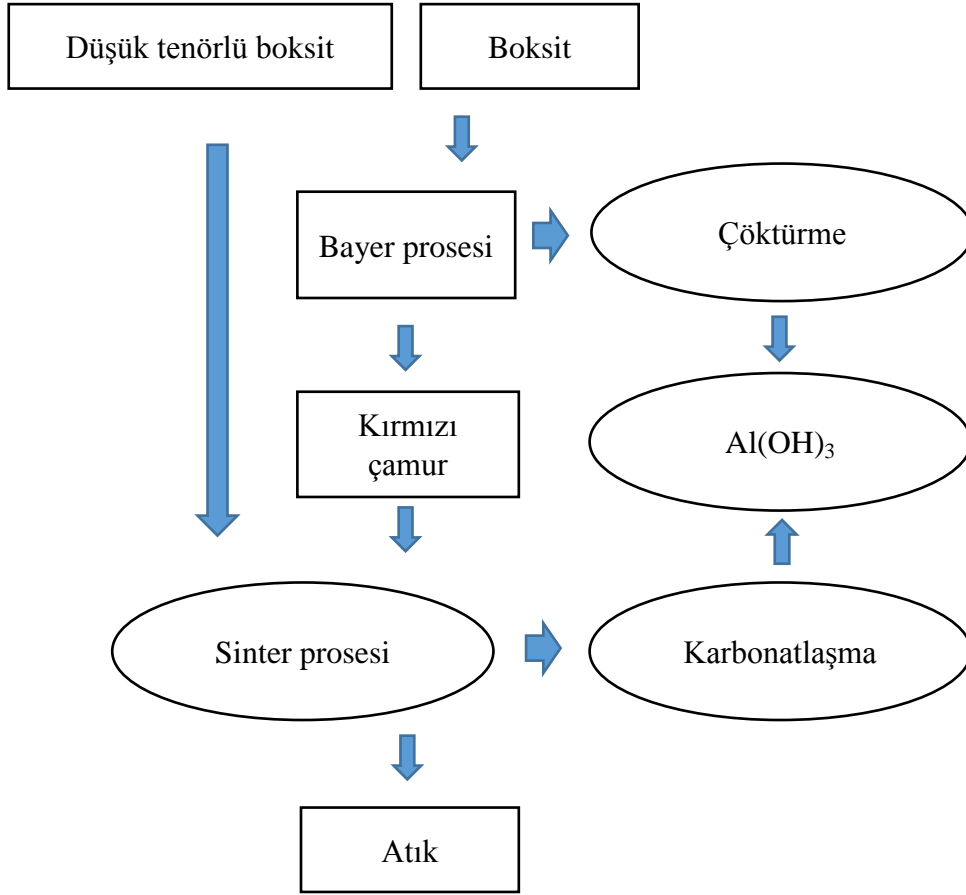 Düşük tenörlü boksit
Boksit
Bayer prosesi
Çöktürme
Kırmızı
çamur
Al(OH)₃
Sinter prosesi
Karbonatlaşma
Atık